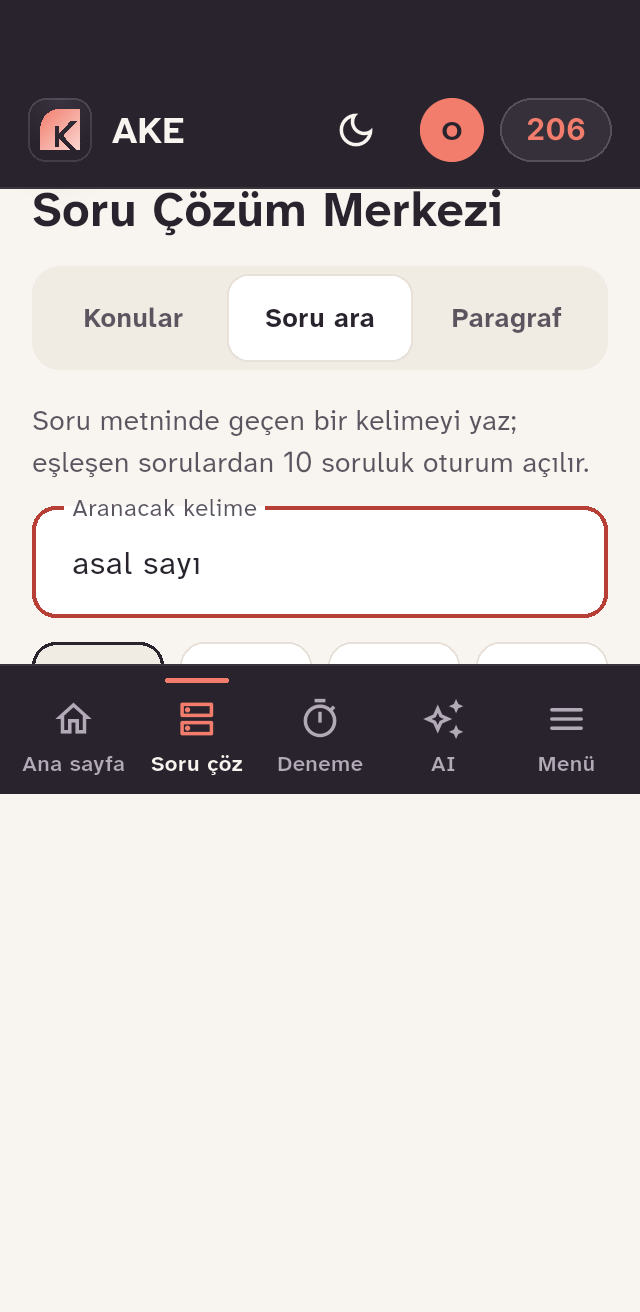 AKE
O
206
Soru Çözüm Merkezi
Konular
Soru ara
Paragraf
Soru metninde geçen bir kelimeyi yaz;
eşleşen sorulardan 10 soruluk oturum açılır.
Aranacak kelime
asal sayı
Ana sayfa
Soru çöz
Deneme
AI
Menü